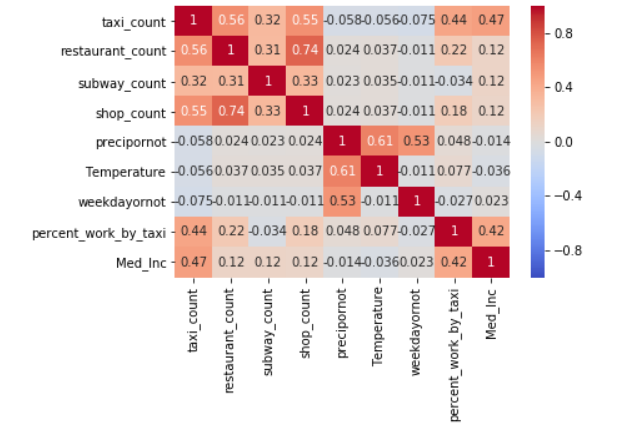 taxi_count 1 0.56 0.32 0.55 -0.058 -0.056 -0.075 0.44 0.47
restaurant_count 0.56 1 0.31 0.74 0.024 0.037 -0.011 0.22 0.12
subway_count 0.32 0.31 1 0.33 0.023 0.035 -0.011 -0.034 0.12
shop_count 0.55 0.74 0.33 1 0.024 0.037 -0.011 0.18 0.12
precipornot -0.058 0.024 0.023 0.024 1 0.61 0.53 0.048 -0.014
Temperature -0.056 0.037 0.035 0.037 0.61 1 -0.011 0.077 -0.036
weekdayornot -0.075 -0.011 -0.011 -0.011 0.53 -0.011 1 -0.027 0.023
percent_work_by_taxi 0.44 0.22 -0.034 0.18 0.048 0.077 -0.027 1 0.42
Med_Inc 0.47 0.12 0.12 0.12 -0.014 -0.036 0.023 0.42 1
taxi_count
restaurant_count
subway_count
shop_count
precipornot
Temperature
weekdayornot
percent_work_by_taxi
Med_Inc
0.8
0.4
0.0
−0.4
−0.8